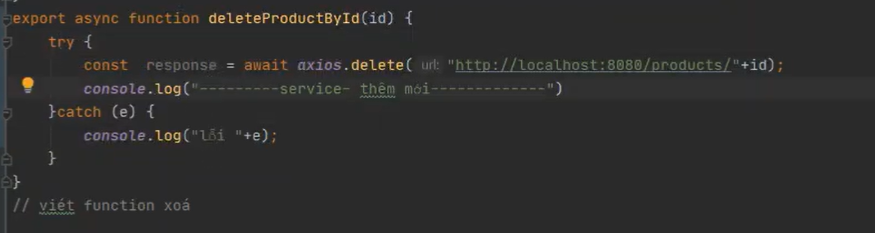 export async function deleteProductById(id) {
try {
const response = await axios.delete( url: "http://localhost:8080/products/"+id);
console.log("---------service- thêm mới-------------")
}catch (e) {
console.log("lỗi "+e);
}
}
// viét function xoá